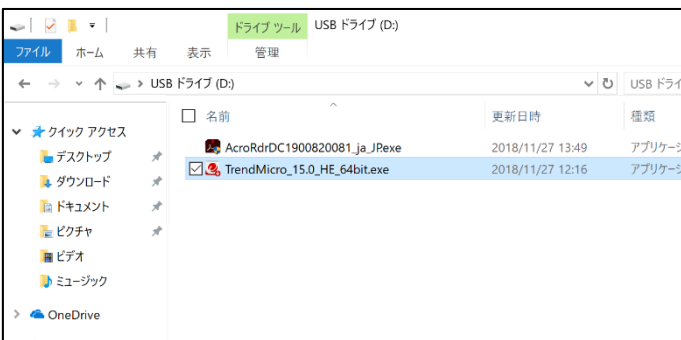 ドライブ ツール USB ドライブ (D:)
ファイル ホーム 共有 表示 管理
USB ドライブ (D:) USB ドライ
名前 更新日時 種類
クイック アクセス
AcroRdrDC1900820081_ja_JP.exe 2018/11/27 13:49 アプリケーシ
デスクトップ
TrendMicro_15.0_HE_64bit.exe 2018/11/27 12:16 アプリケーシ
ダウンロード
ドキュメント
ピクチャ
ビデオ
ミュージック
OneDrive